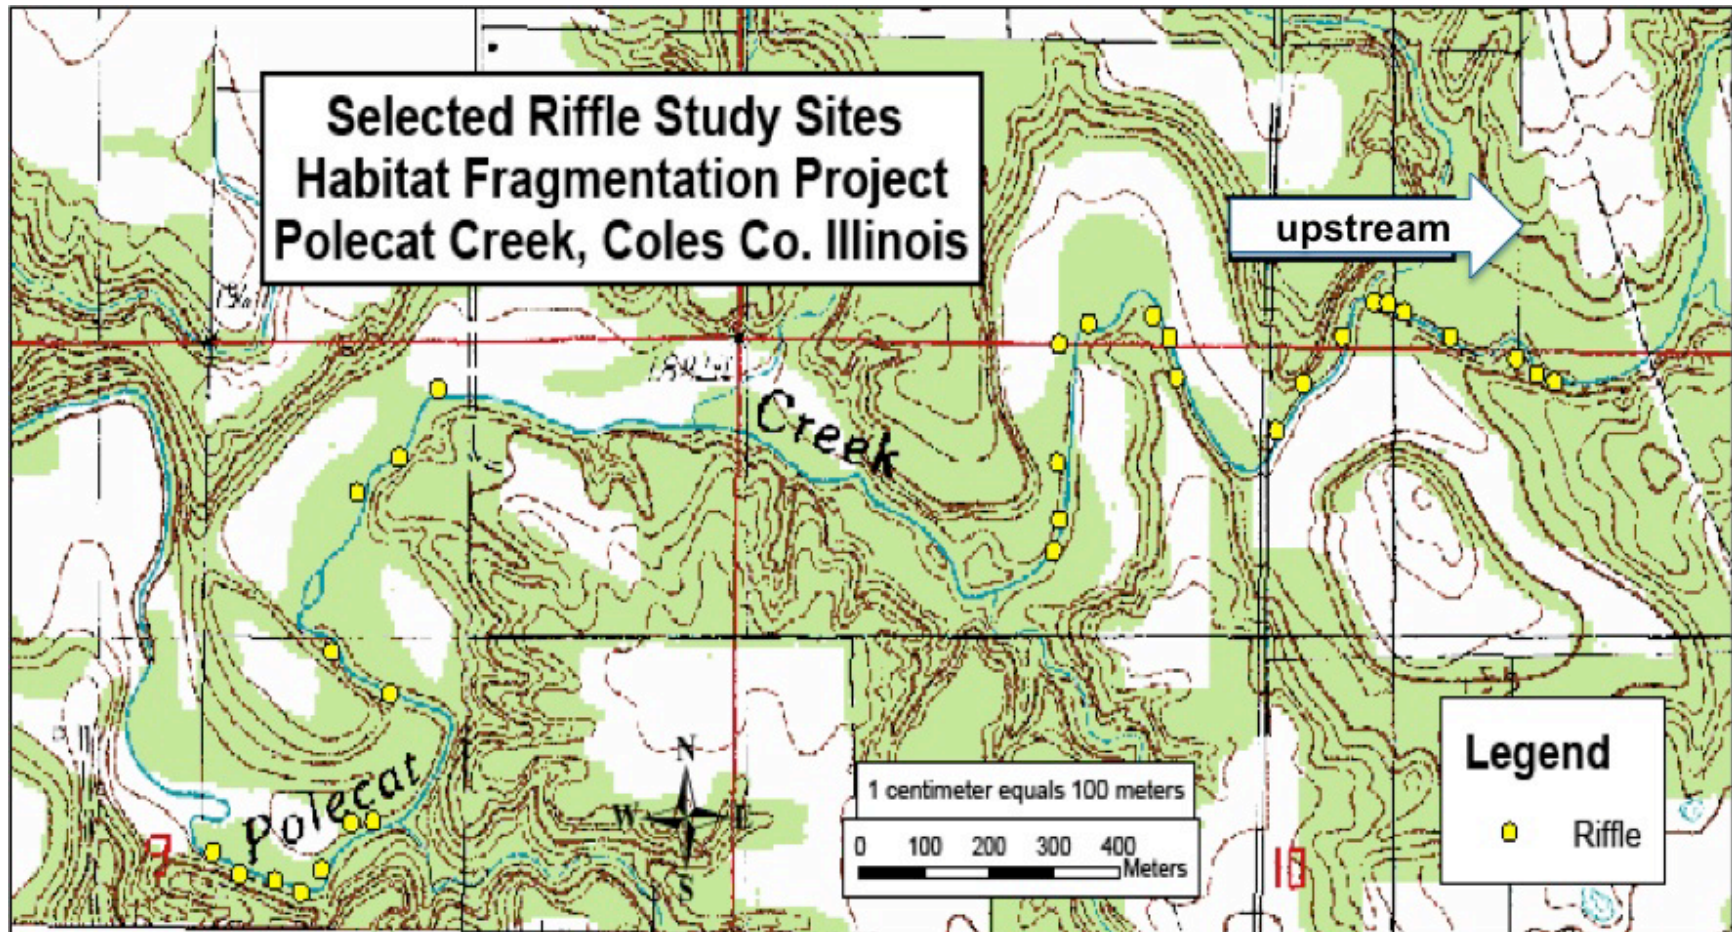 Selected Riffle Study Sites
Habitat Fragmentation Project
Polecat Creek, Coles Co. Illinois
upstream
Creek
Polecat
N
W E
S
1 centimeter equals 100 meters
0 100 200 300 400
Meters
Legend
Riffle